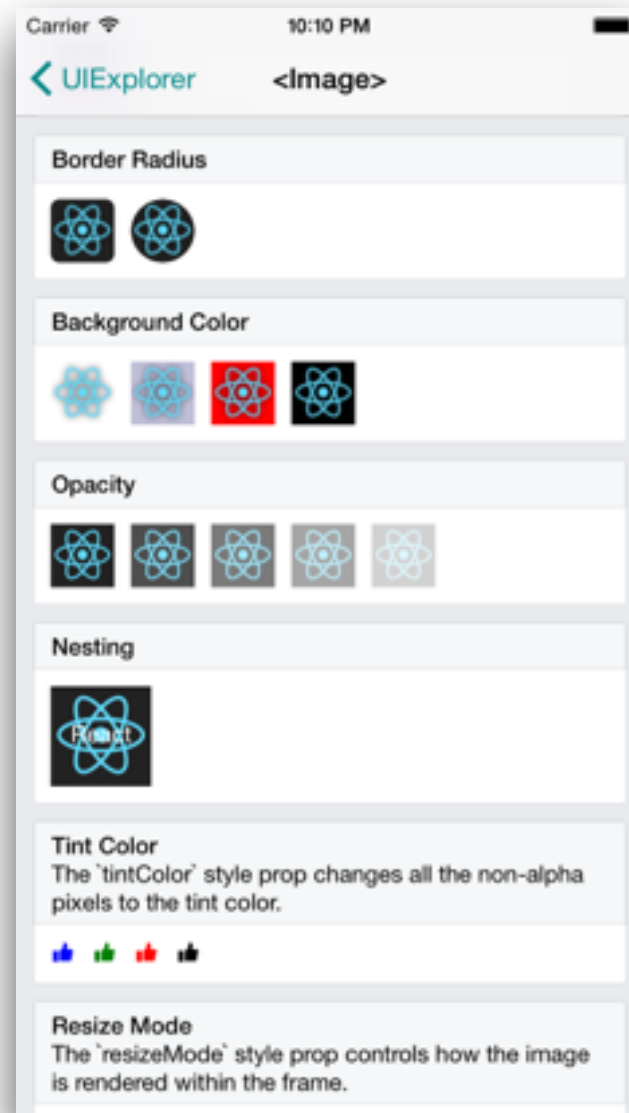 Carrier 10:10 PM
UIExplorer <Image>
Border Radius
Background Color
Opacity
Nesting
React
Tint Color
The `tintColor` style prop changes all the non-alpha
pixels to the tint color.
Resize Mode
The `resizeMode` style prop controls how the image
is rendered within the frame.